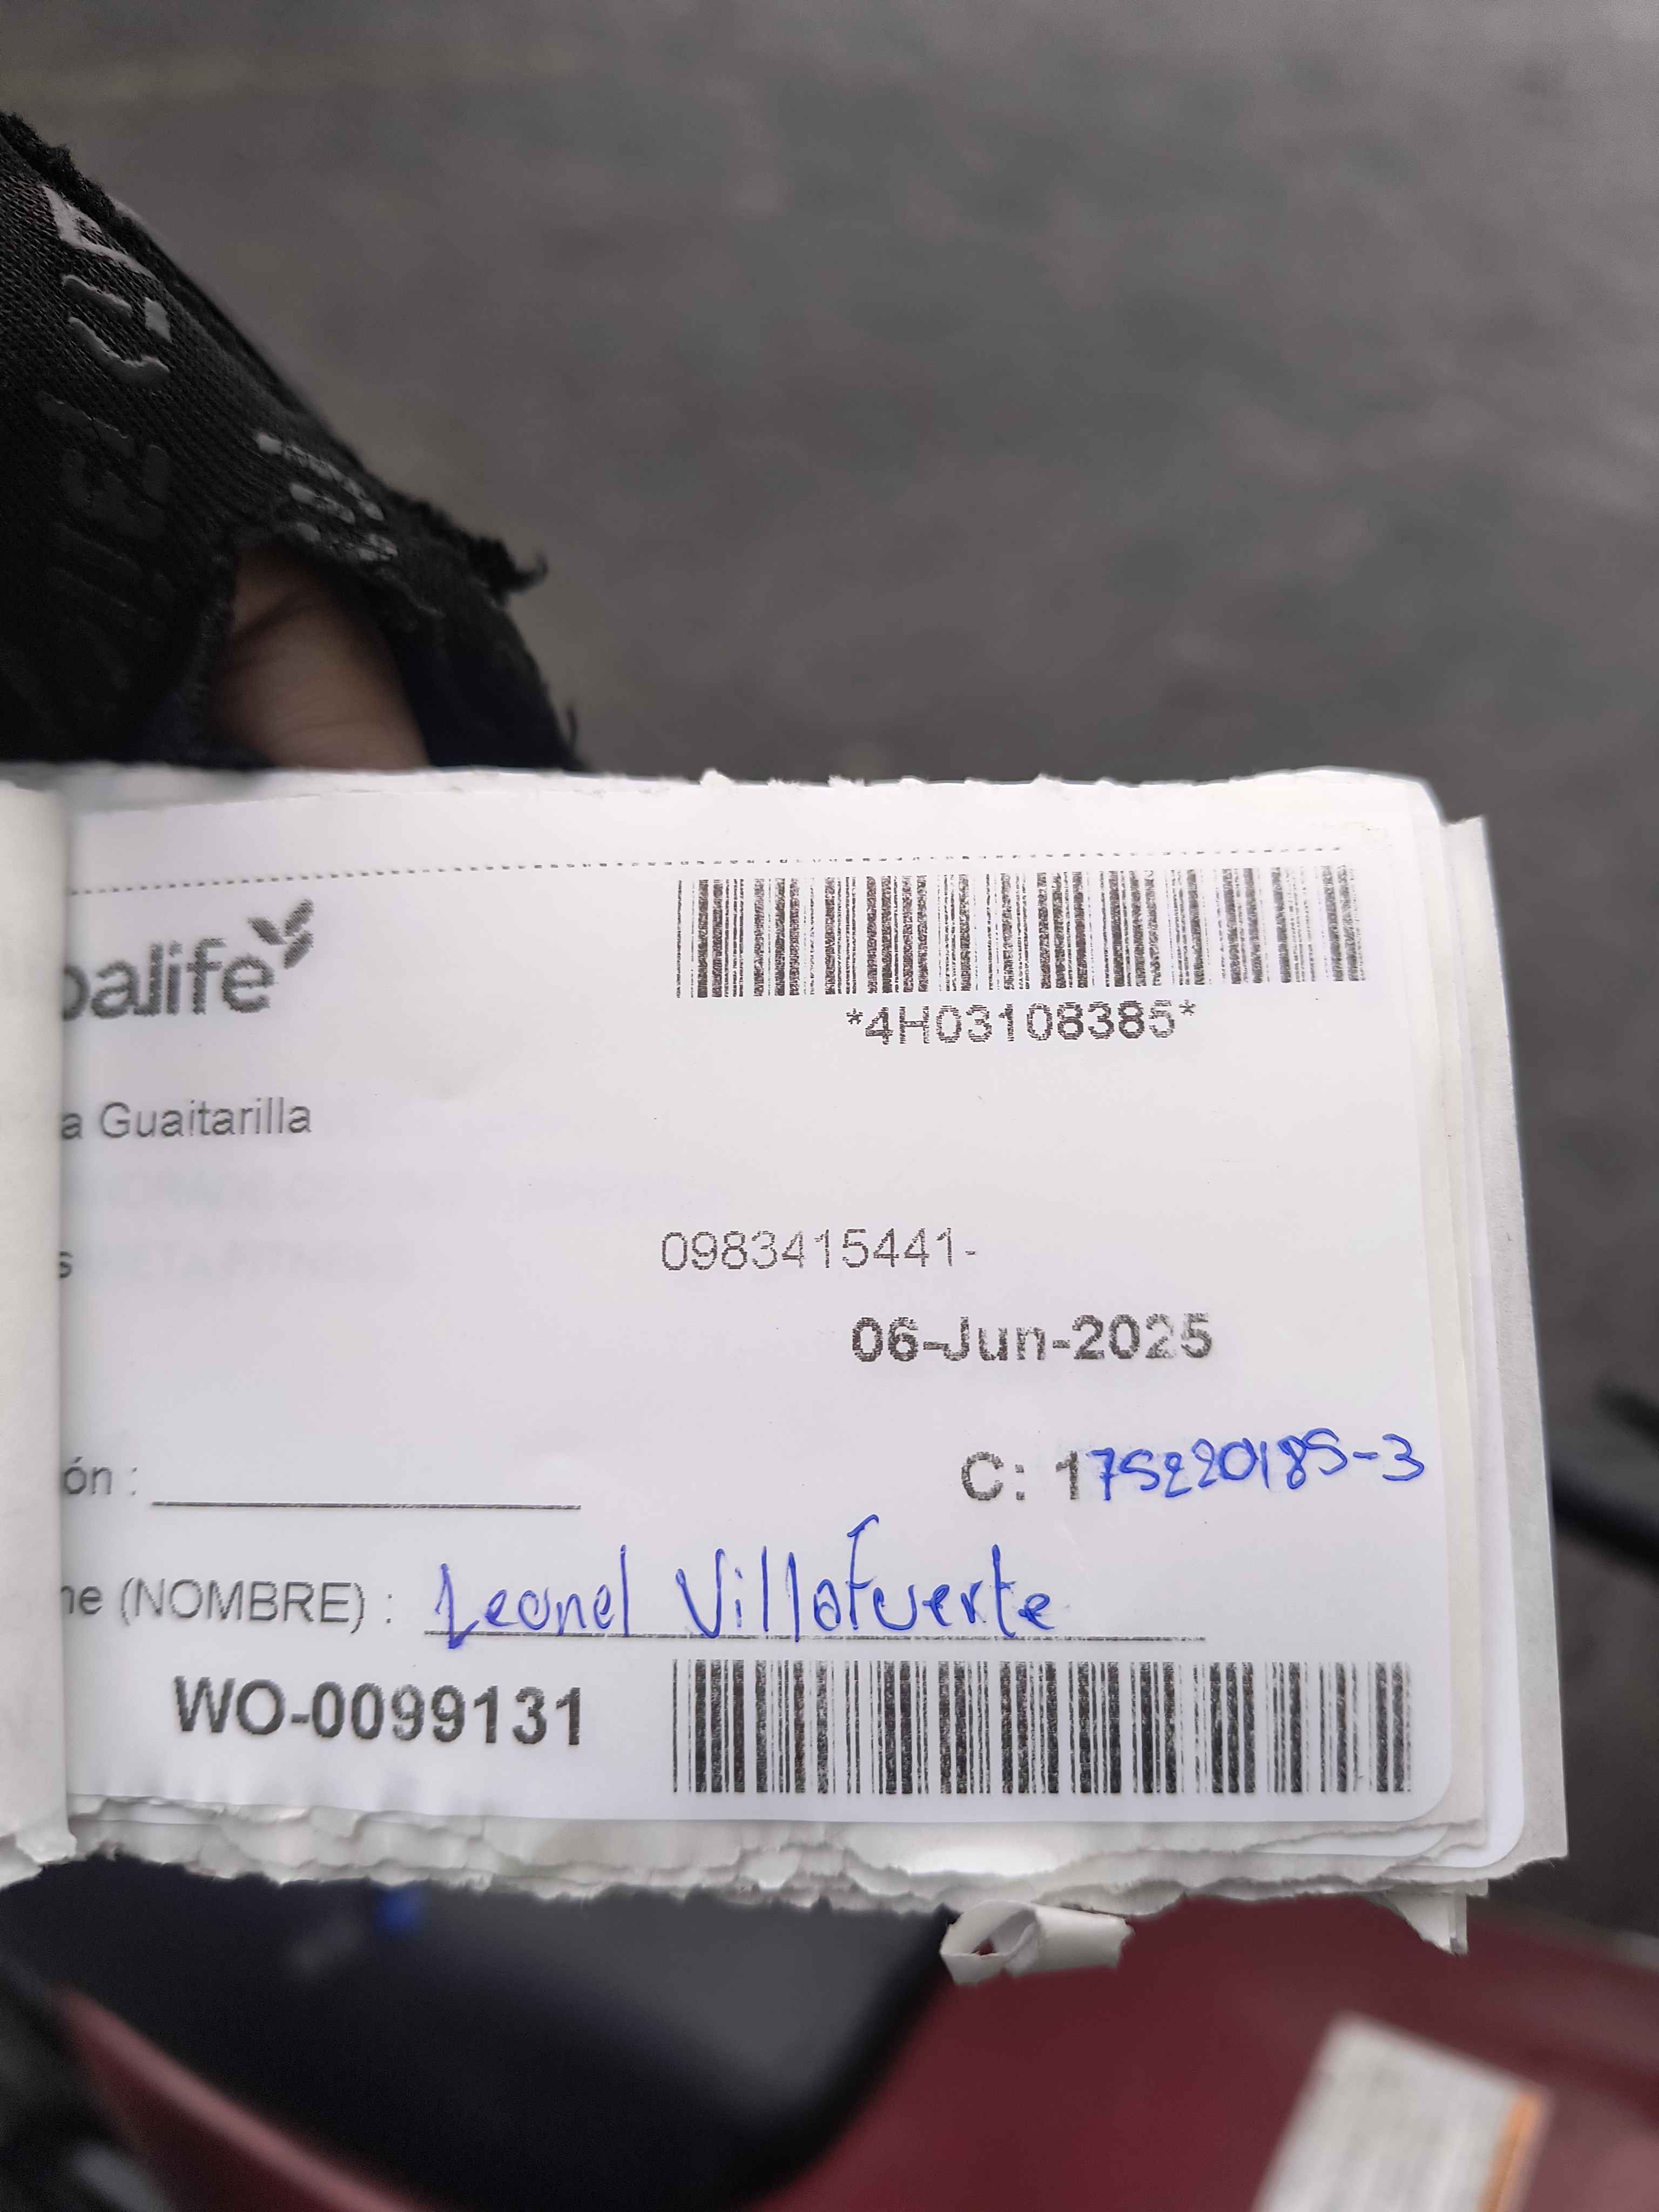 balife
*4H03108385*
a Guaitarilla
s 0983415441-
06-Jun-2025
ón : C: 175220185-3
ne (NOMBRE) : Leonel Villafuerte
WO-0099131